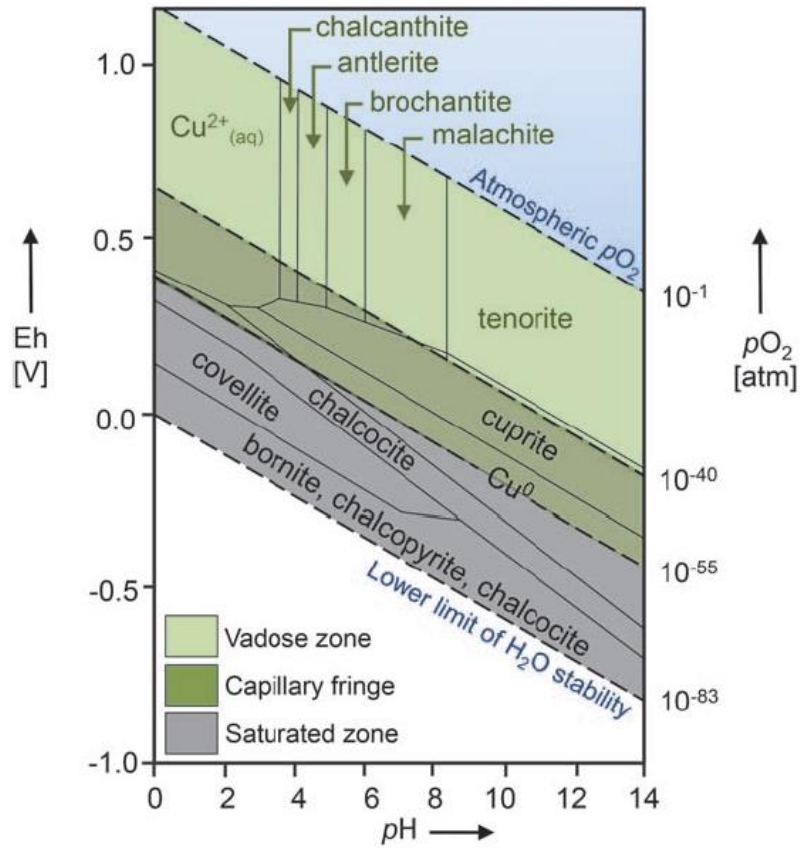 chalcanthite
antlerite
brochantite
malachite
Cu²⁺(aq)
Atmospheric pO₂
tenorite
cuprite
Cu⁰
chalcocite
covellite
bornite, chalcopyrite, chalcocite
Lower limit of H₂O stability
Vadose zone
Capillary fringe
Saturated zone
Eh
[V]
1.0
0.5
0.0
-0.5
-1.0
0 2 4 6 8 10 12 14
pH
pO₂
[atm]
10⁻¹
10⁻⁴⁰
10⁻⁵⁵
10⁻⁸³